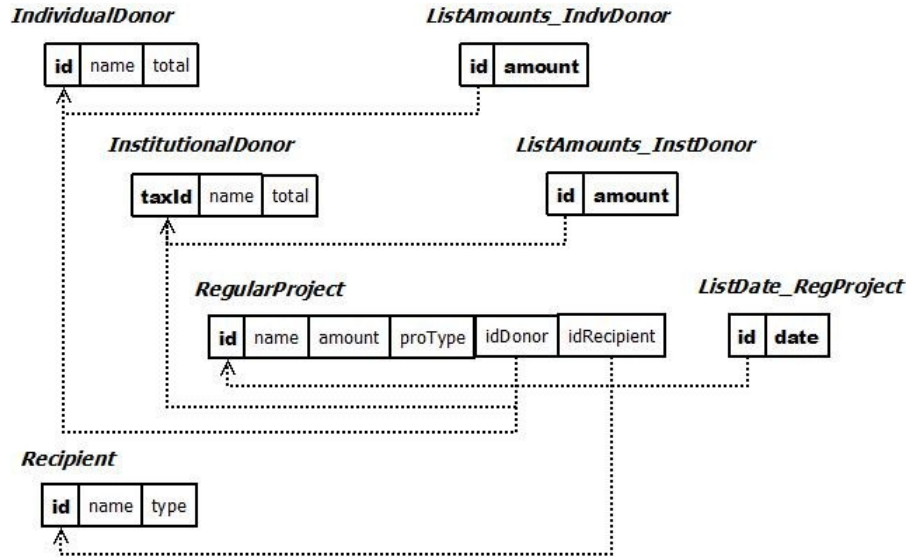 IndividualDonor ListAmounts_IndvDonor
id name total id amount
InstitutionalDonor ListAmounts_InstDonor
taxId name total id amount
RegularProject ListDate_RegProject
id name amount proType idDonor idRecipient id date
Recipient
id name type